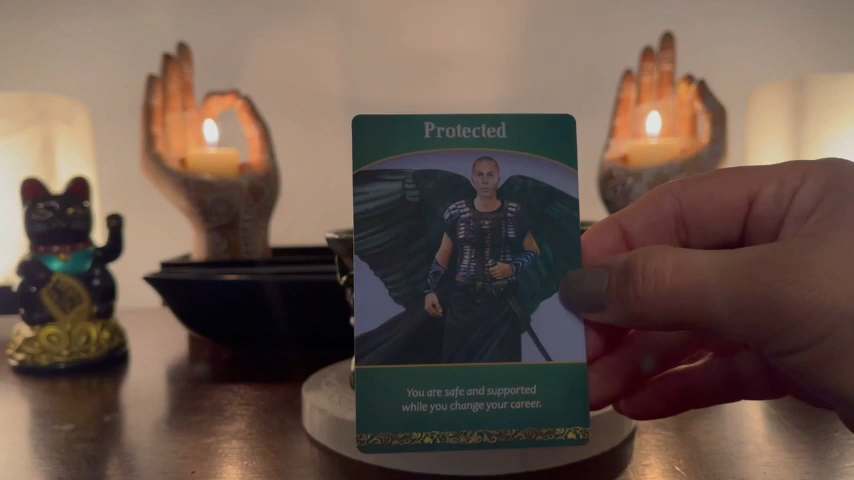 Protected
You are safe and supported
while you change your career.